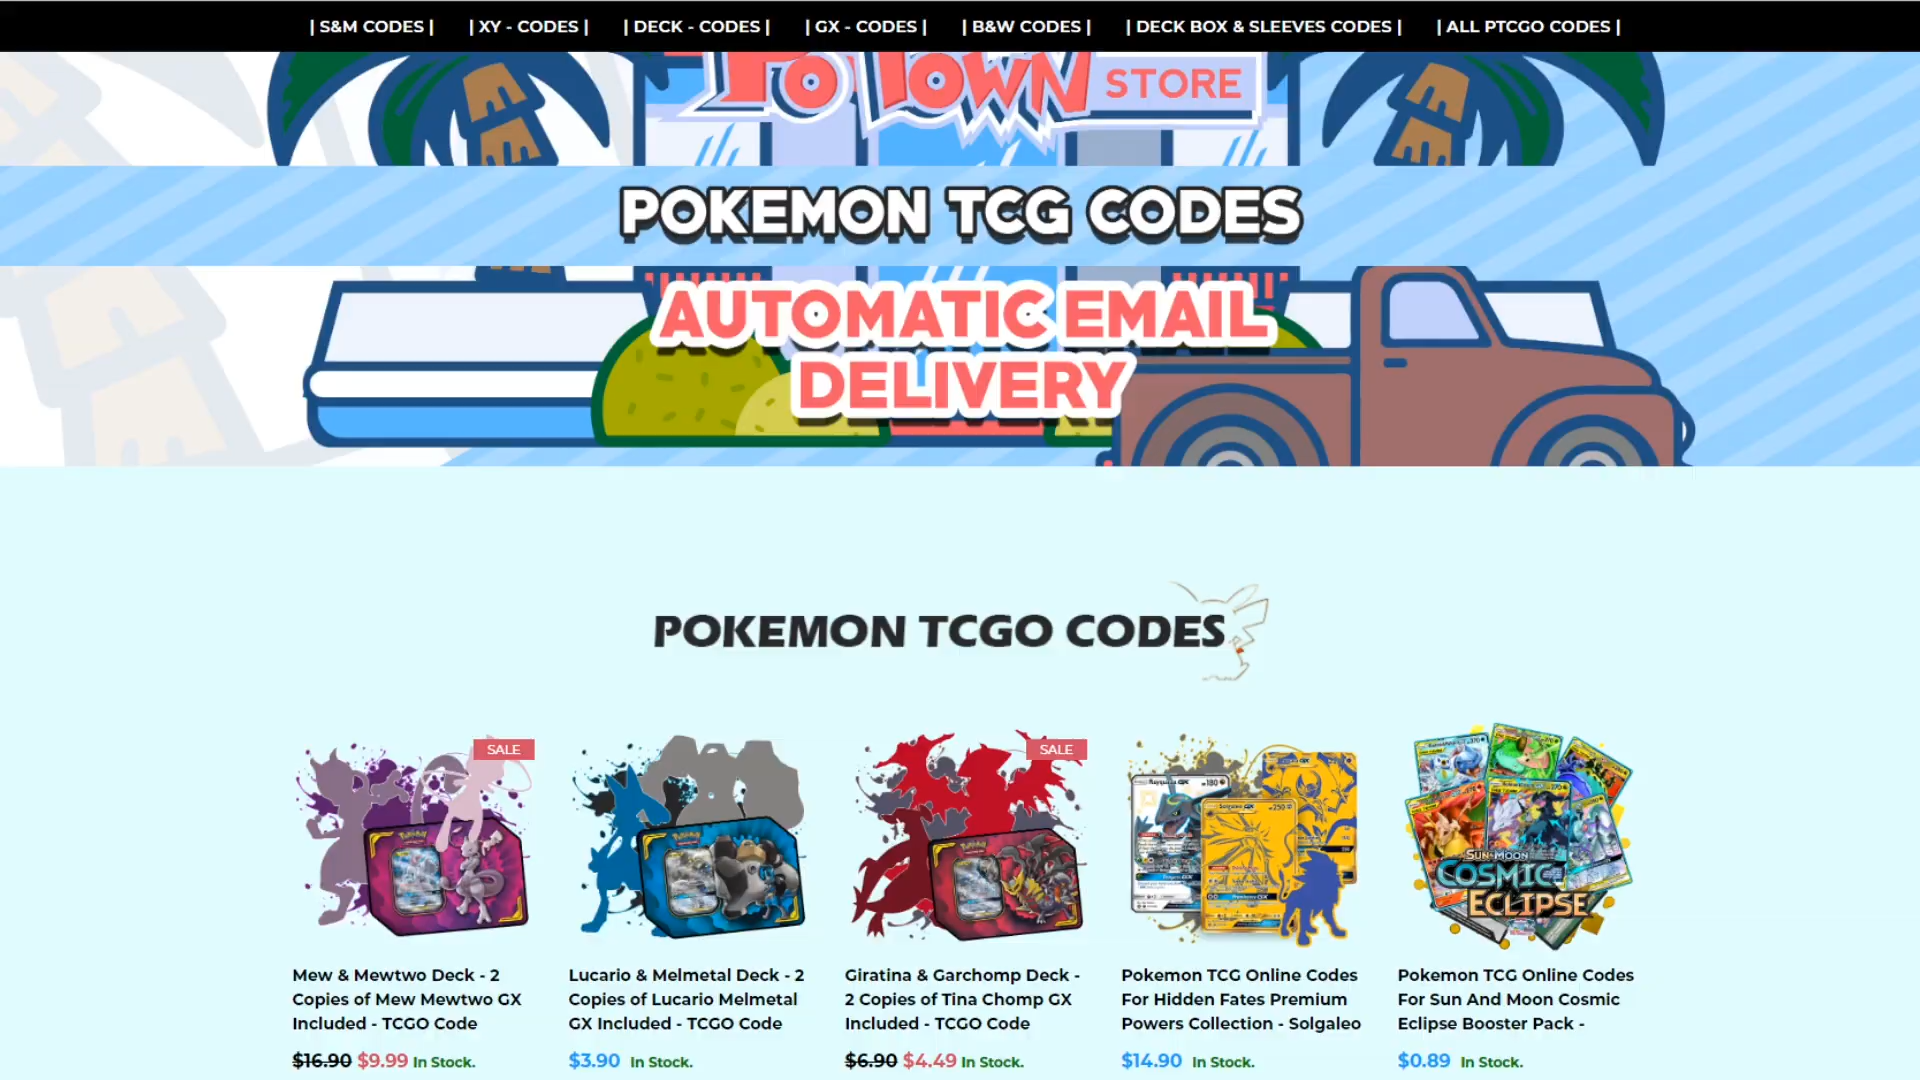 | S&M CODES |
| XY - CODES |
| DECK - CODES |
| GX - CODES |
| B&W CODES |
| DECK BOX & SLEEVES CODES |
| ALL PTCGO CODES |
TOWN STORE
POKEMON TCG CODES
AUTOMATIC EMAIL
DELIVERY
POKEMON TCGO CODES
SALE
SALE
SUN & MOON
COSMIC
ECLIPSE
Mew & Mewtwo Deck - 2
Copies of Mew Mewtwo GX
Included - TCGO Code
$16.90 $9.99 In Stock.
Lucario & Melmetal Deck - 2
Copies of Lucario Melmetal
GX Included - TCGO Code
$3.90 In Stock.
Giratina & Garchomp Deck -
2 Copies of Tina Chomp GX
Included - TCGO Code
$6.90 $4.49 In Stock.
Pokemon TCG Online Codes
For Hidden Fates Premium
Powers Collection - Solgaleo
$14.90 In Stock.
Pokemon TCG Online Codes
For Sun And Moon Cosmic
Eclipse Booster Pack -
$0.89 In Stock.